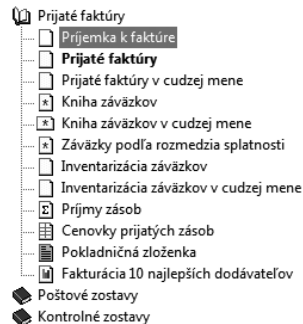 Prijaté faktúry
Príjemka k faktúre
Prijaté faktúry
Prijaté faktúry v cudzej mene
Kniha záväzkov
Kniha záväzkov v cudzej mene
Záväzky podľa rozmedzia splatnosti
Inventarizácia záväzkov
Inventarizácia záväzkov v cudzej mene
Príjmy zásob
Cenovky prijatých zásob
Pokladničná zloženka
Fakturácia 10 najlepších dodávateľov
Poštové zostavy
Kontrolné zostavy